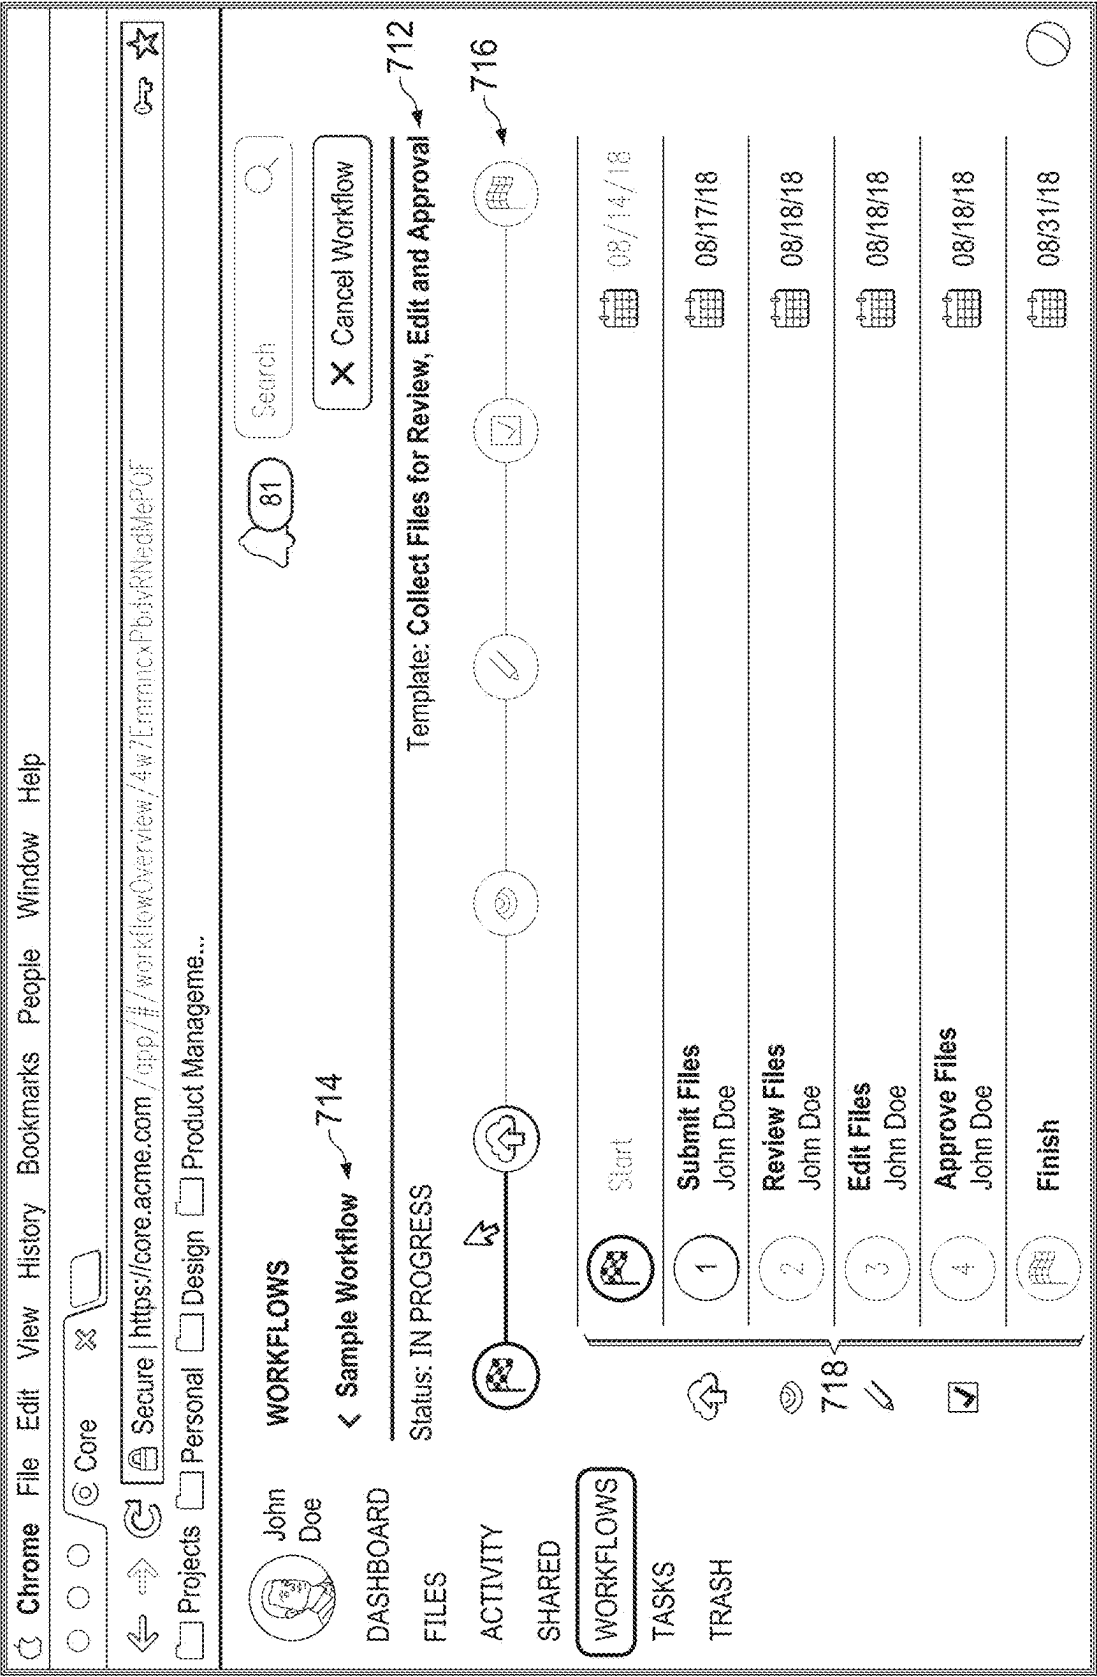 Chrome File Edit View History Bookmarks People Window Help
Core
Secure | https://core.acme.com /app/#/workflowOverview/
Projects Personal Design Product Manageme...
John
Doe
DASHBOARD
FILES
ACTIVITY
SHARED
WORKFLOWS
TASKS
TRASH
WORKFLOWS
81
Search
Sample Workflow
714
Cancel Workflow
712
Status: IN PROGRESS
Template: Collect Files for Review, Edit and Approval
716
Start 08/14/18
1 Submit Files 08/17/18
John Doe
2 Review Files 08/18/18
John Doe
718
3 Edit Files 08/18/18
John Doe
4 Approve Files 08/18/18
John Doe
Finish 08/31/18